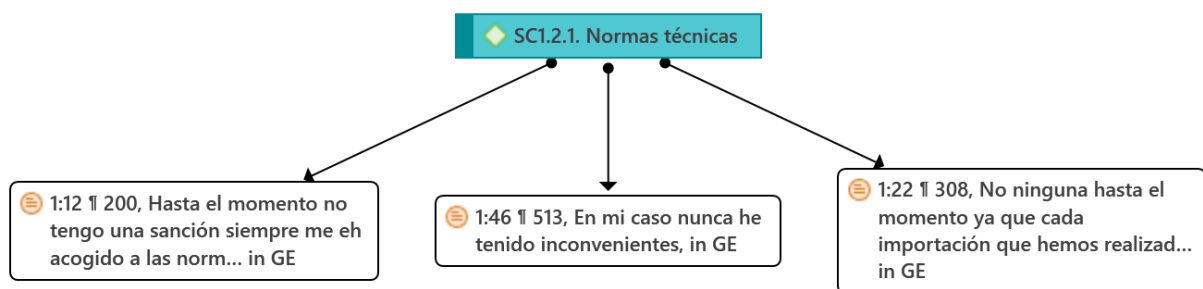 SC1.2.1. Normas técnicas
1:12 ¶ 200, Hasta el momento no
tengo una sanción siempre me eh
acogido a las norm... in GE
1:46 ¶ 513, En mi caso nunca he
tenido inconvenientes, in GE
1:22 ¶ 308, No ninguna hasta el
momento ya que cada
importación que hemos realizad...
in GE